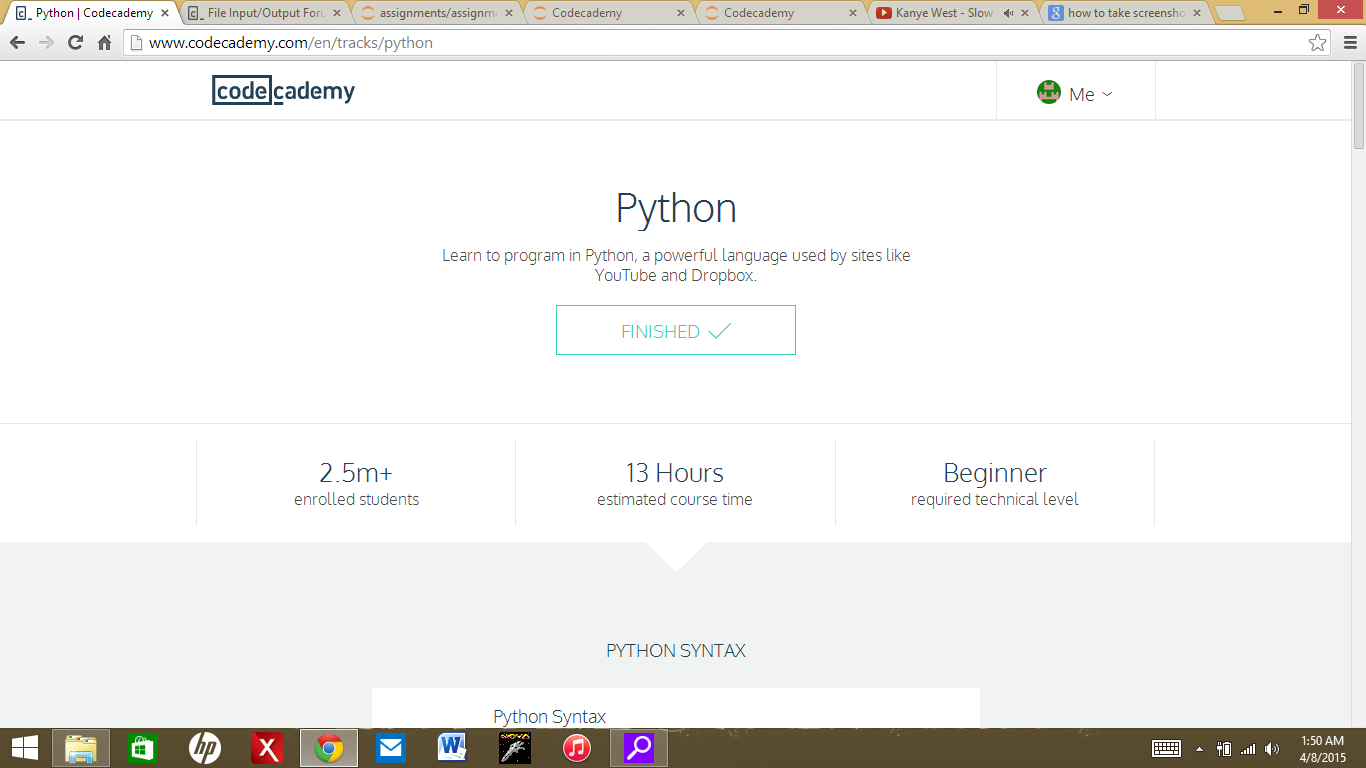 Python | Codecademy
File Input/Output Foru
assignments/assignm
Codecademy
Codecademy
Kanye West - Slow
how to take screensho
www.codecademy.com/en/tracks/python
codecademy
Me
Python
Learn to program in Python, a powerful language used by sites like
YouTube and Dropbox.
FINISHED
2.5m+
enrolled students
13 Hours
estimated course time
Beginner
required technical level
PYTHON SYNTAX
Python Syntax
hp
X
W
1:50 AM
4/8/2015